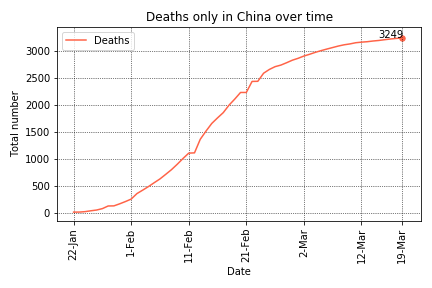 Deaths only in China over time
Deaths
3249
Total number
3000
2500
2000
1500
1000
500
0
22-Jan
1-Feb
11-Feb
21-Feb
2-Mar
12-Mar
19-Mar
Date